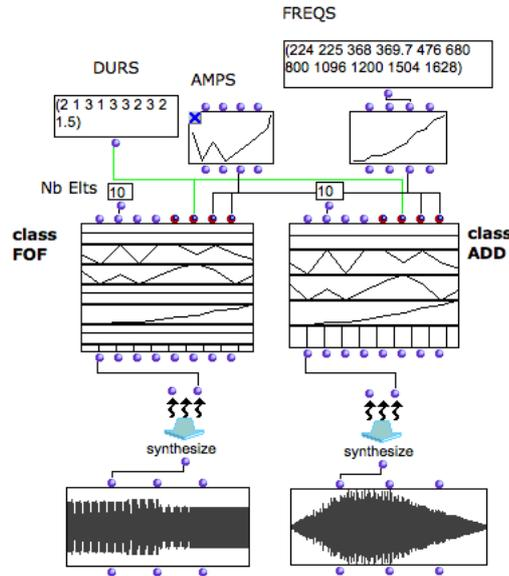 FREQS
(224 225 368 369.7 476 680
800 1096 1200 1504 1628)
DURS
AMPS
(2 1 3 1 3 3 2 3 2
1.5)
Nb Elts
10
10
class
FOF
class
ADD
synthesize
synthesize